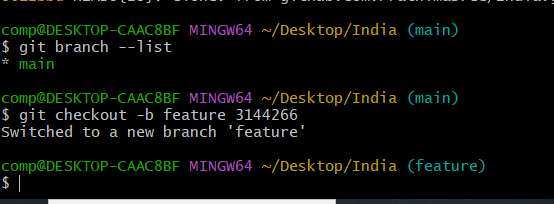 comp@DESKTOP-CAAC8BF MINGW64 ~/Desktop/India (main)
$ git branch --list
* main
comp@DESKTOP-CAAC8BF MINGW64 ~/Desktop/India (main)
$ git checkout -b feature 3144266
Switched to a new branch 'feature'
comp@DESKTOP-CAAC8BF MINGW64 ~/Desktop/India (feature)
$